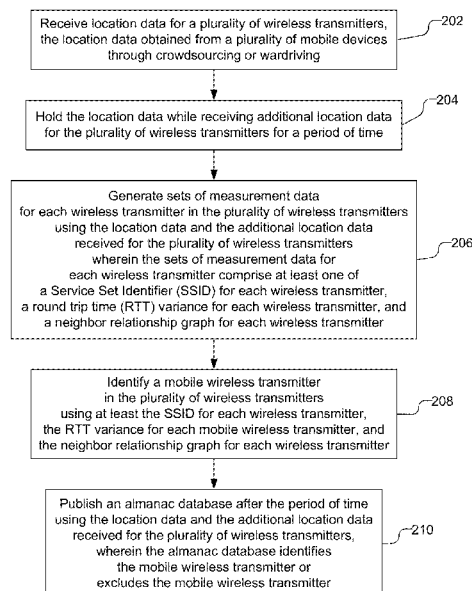 Receive location data for a plurality of wireless transmitters,
the location data obtained from a plurality of mobile devices
through crowdsourcing or wardriving
202
Hold the location data while receiving additional location data
for the plurality of wireless transmitters for a period of time
204
Generate sets of measurement data
for each wireless transmitter in the plurality of wireless transmitters
using the location data and the additional location data
received for the plurality of wireless transmitters
wherein the sets of measurement data for
each wireless transmitter comprise at least one of
a Service Set Identifier (SSID) for each wireless transmitter,
a round trip time (RTT) variance for each wireless transmitter, and
a neighbor relationship graph for each wireless transmitter
206
Identify a mobile wireless transmitter
in the plurality of wireless transmitters
using at least the SSID for each wireless transmitter,
the RTT variance for each mobile wireless transmitter, and
the neighbor relationship graph for each wireless transmitter
208
Publish an almanac database after the period of time
using the location data and the additional location data
received for the plurality of wireless transmitters,
wherein the almanac database identifies
the mobile wireless transmitter or
excludes the mobile wireless transmitter
210